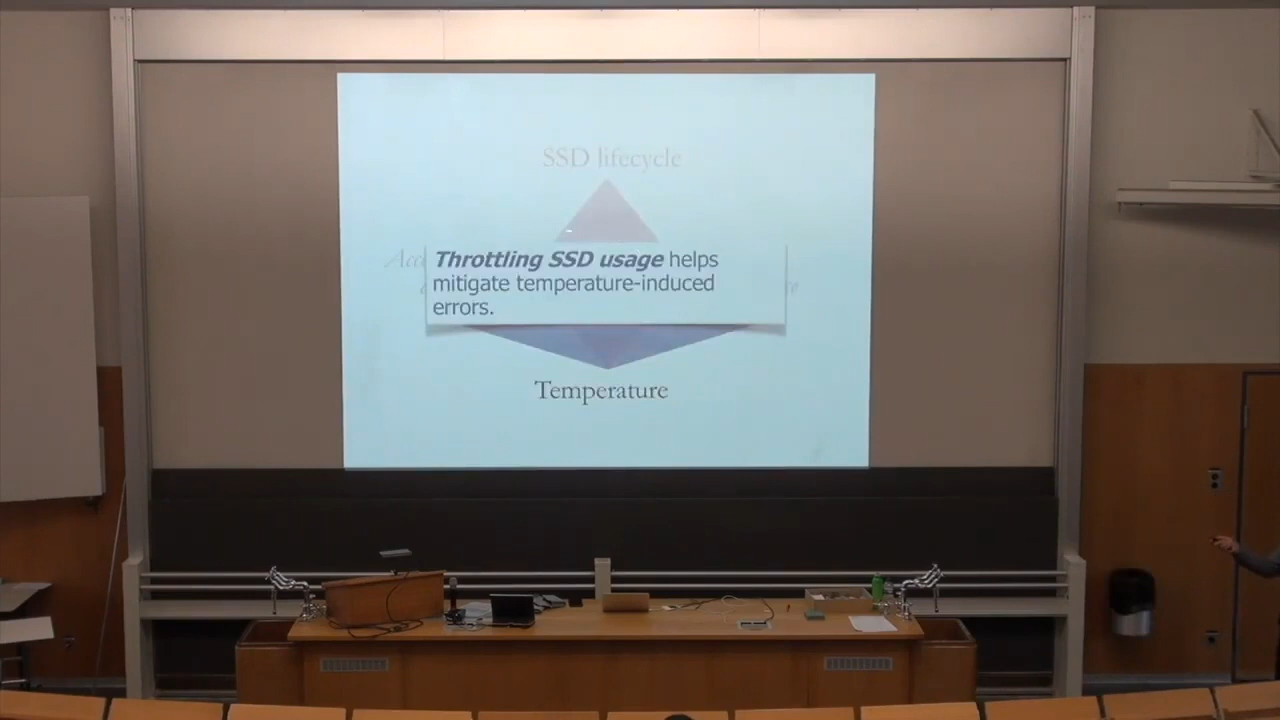 SSD lifecycle
Throttling SSD usage helps
mitigate temperature-induced
errors.
Temperature